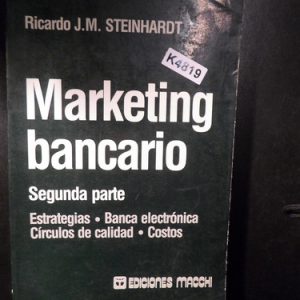 Ricardo J.M. STEINHARDT
K4819
Marketing
bancario
Segunda parte
Estrategias • Banca electrónica
Círculos de calidad • Costos
EDICIONES MACCHI